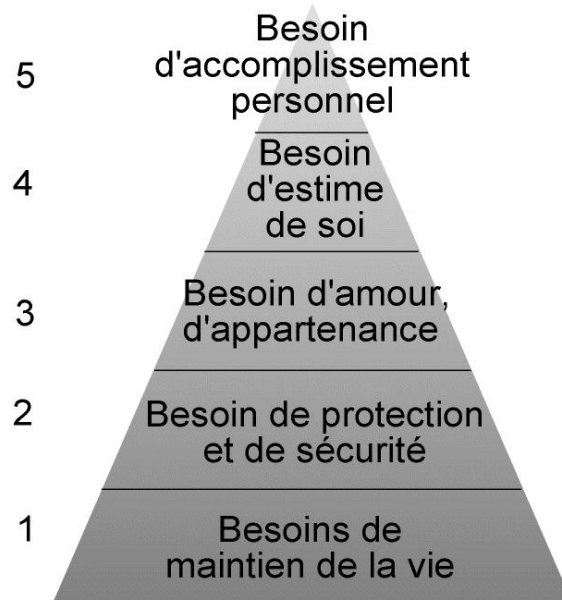 5
Besoin
d'accomplissement
personnel
4
Besoin
d'estime
de soi
3
Besoin d'amour,
d'appartenance
2
Besoin de protection
et de sécurité
1
Besoins de
maintien de la vie